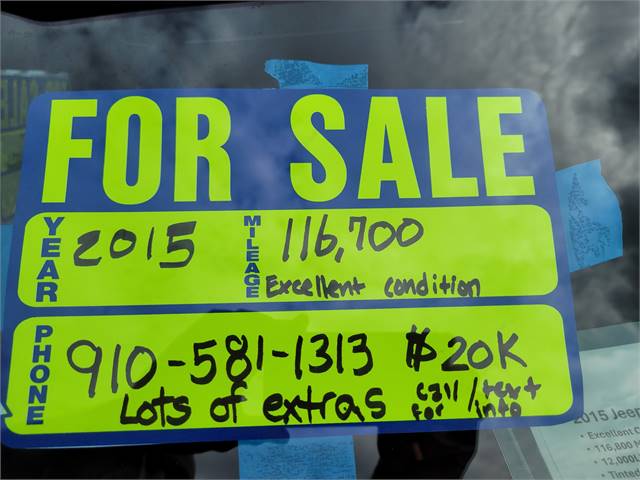 FOR SALE
YEAR 2015 MILEAGE 116,700
Excellent condition
PHONE 910-581-1313 $20K
Lots of extras call/text
for info
2015 Jeep
• Excellent C
• 116,800
• 12,000L
• Tinted